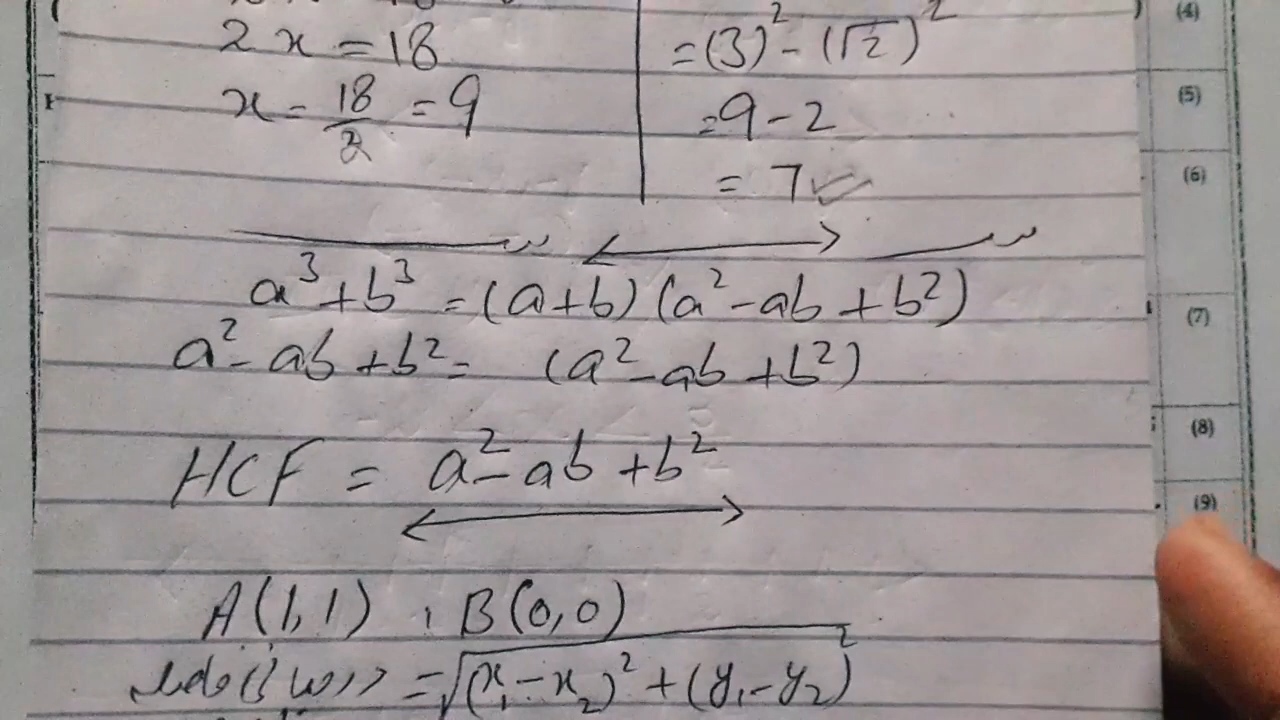 2x = 18
x = 18/2 = 9
= (3)² - (√2)²
= 9 - 2
= 7
a³ + b³ = (a+b)(a² - ab + b²)
a² - ab + b² = (a² - ab + b²)
HCF = a² - ab + b²
A(1,1) , B(0,0)
= √(x₁ - x₂)² + (y₁ - y₂)²
(4)
(5)
(6)
(7)
(8)
(9)